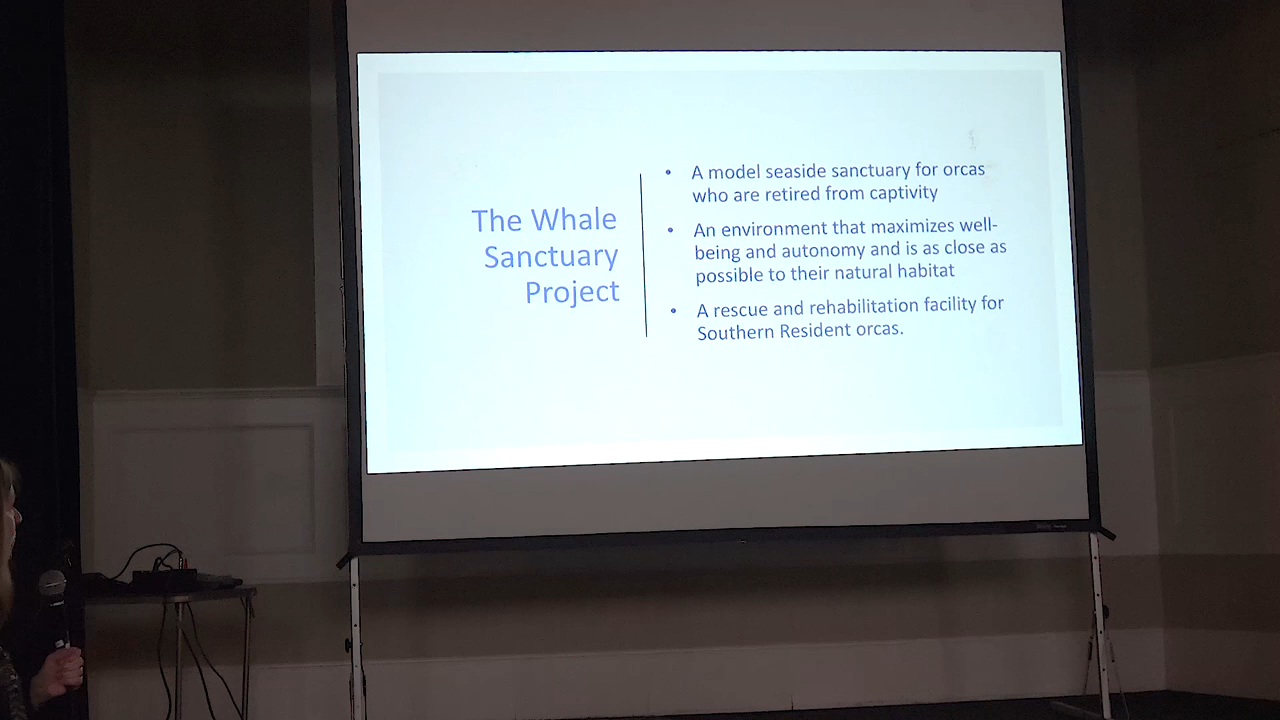 The Whale
Sanctuary
Project
• A model seaside sanctuary for orcas
who are retired from captivity
• An environment that maximizes well-
being and autonomy and is as close as
possible to their natural habitat
• A rescue and rehabilitation facility for
Southern Resident orcas.